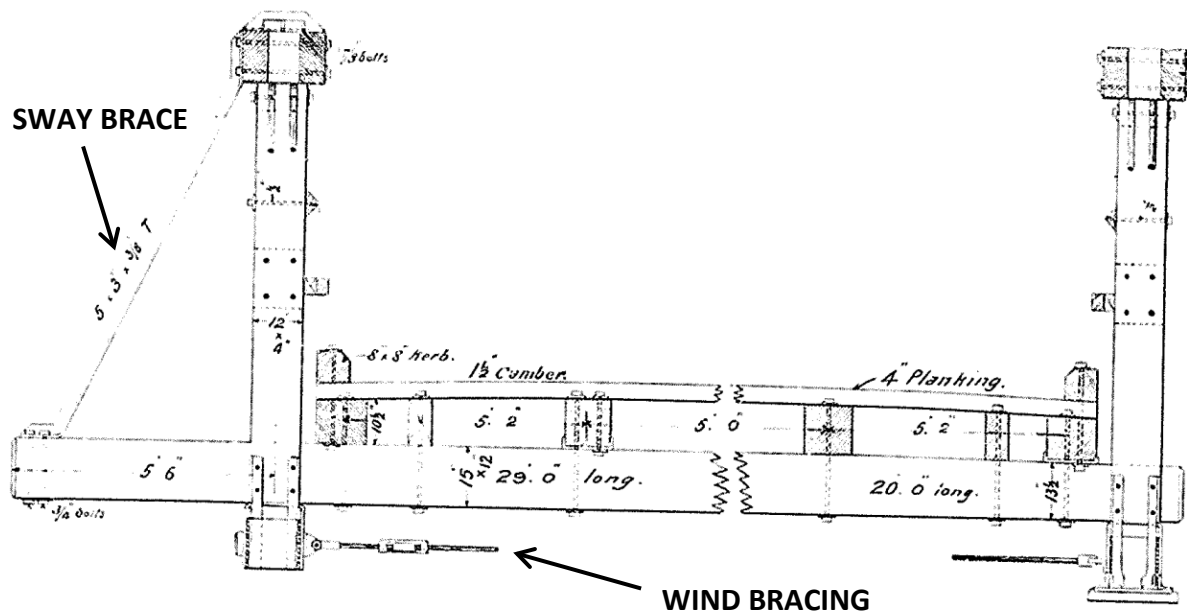 7/8 bolts
SWAY BRACE
5" × 3" × 3/8" T
12" × 4"
8" × 8" Kerb.
1½" Camber.
4" Planking.
10½"
5'. 2"
5'. 0"
5'. 2"
5' 6"
15" × 12"
29'. 0" long.
20'. 0" long.
13½"
3/4" bolts
WIND BRACING